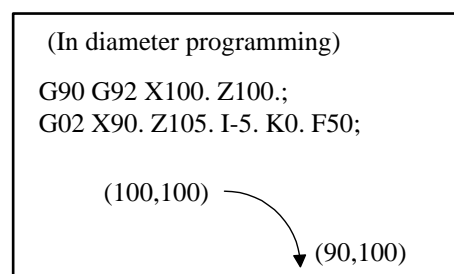 (In diameter programming)
G90 G92 X100. Z100.;
G02 X90. Z105. I-5. K0. F50;
(100,100)
(90,100)